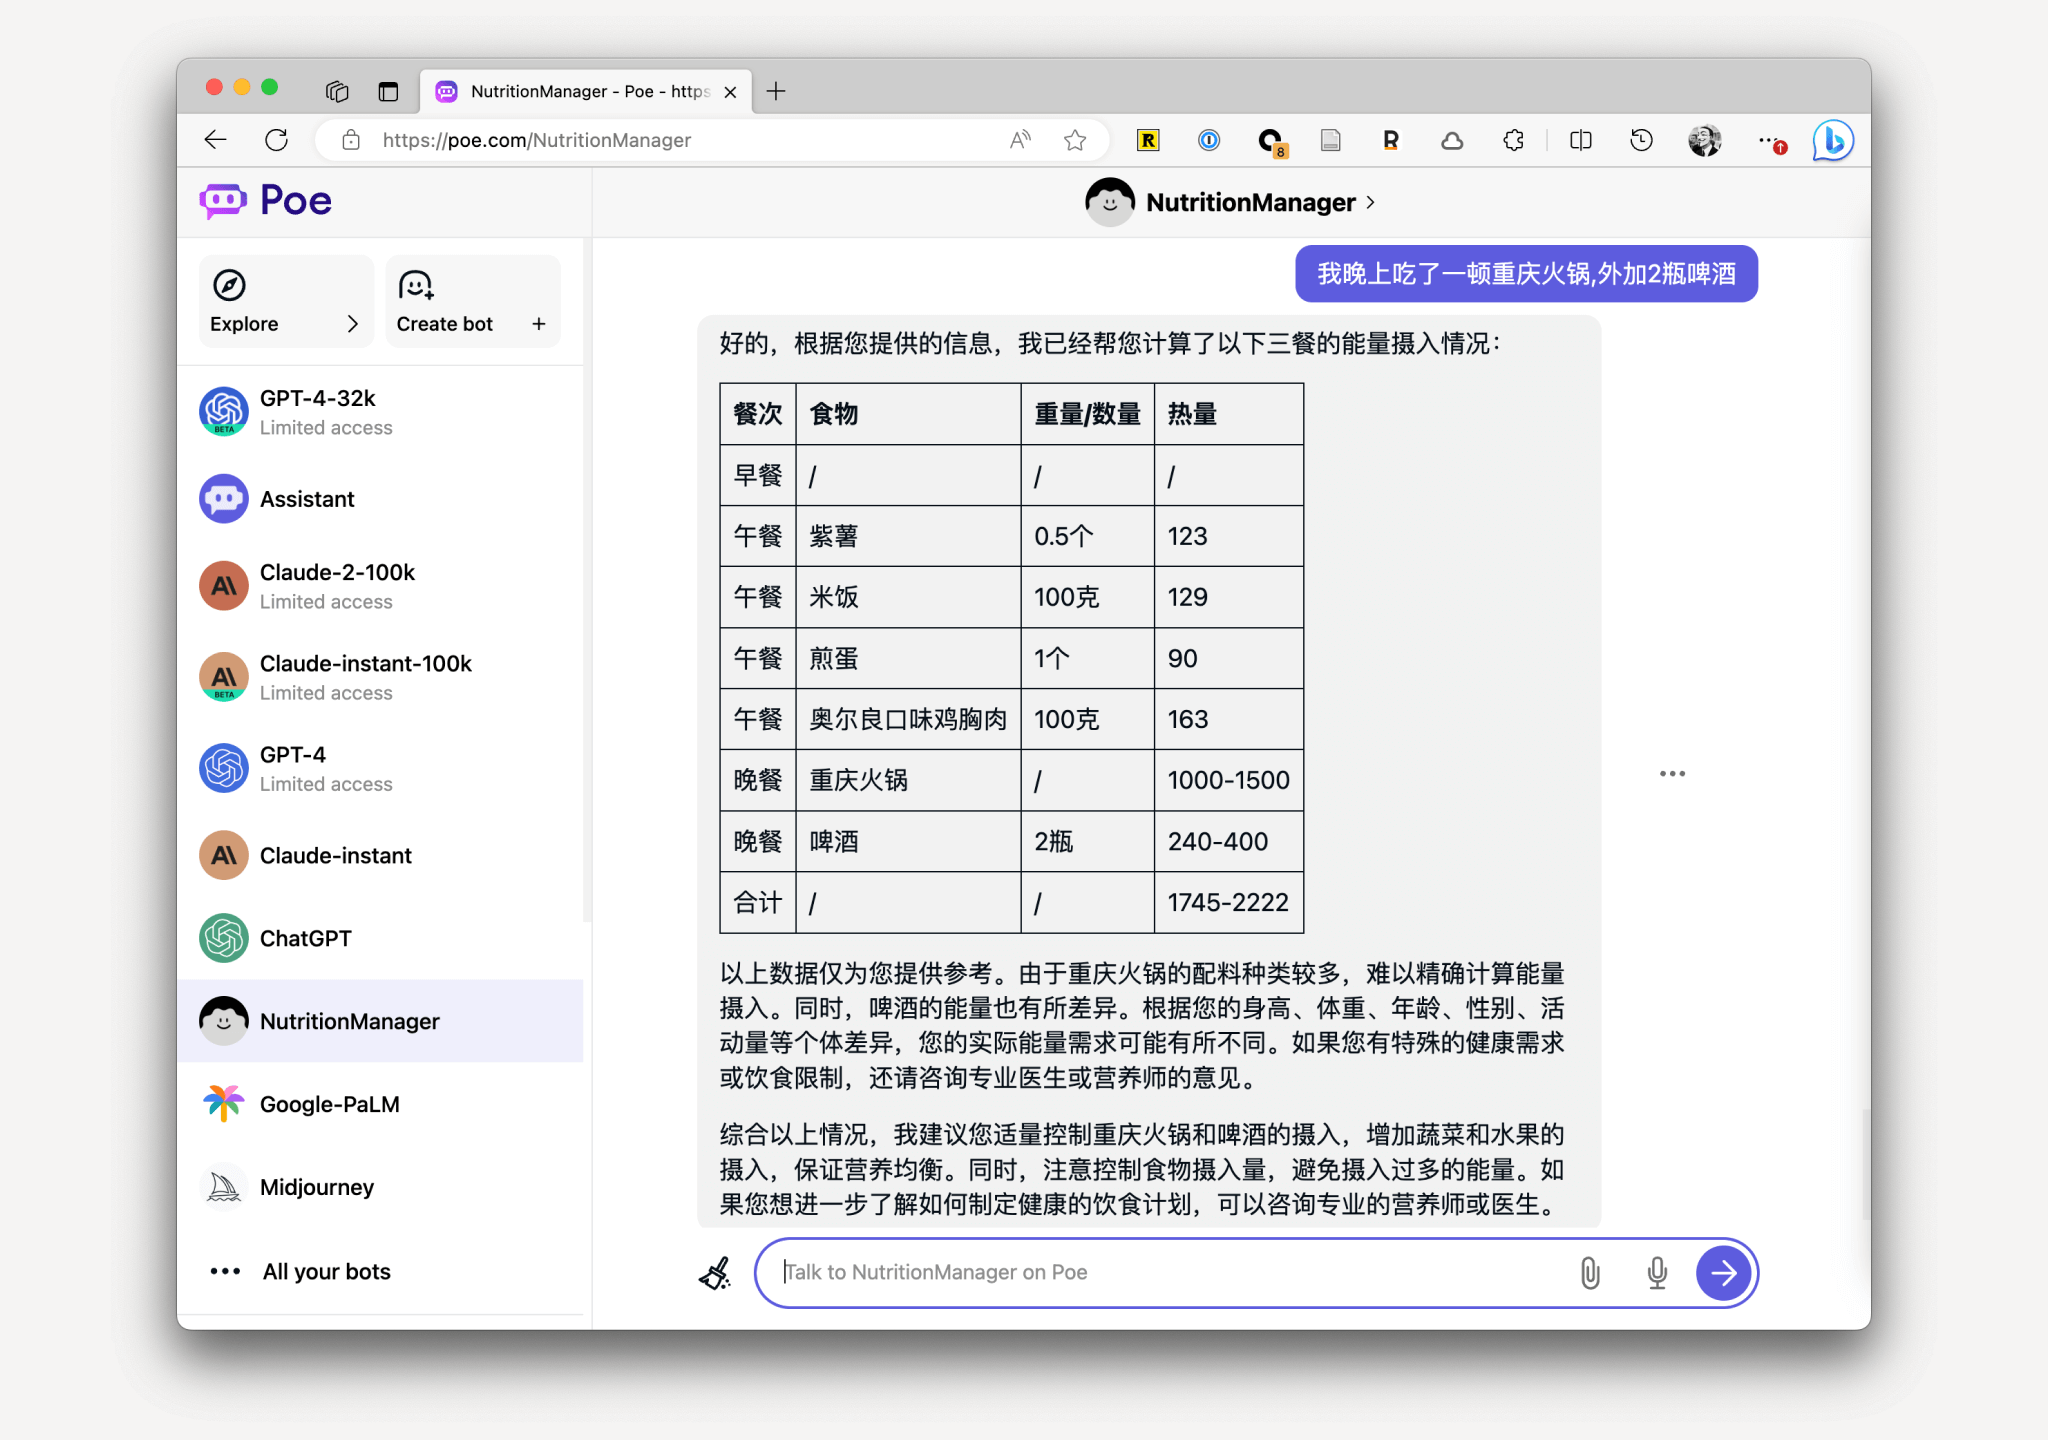 NutritionManager - Poe - https
https://poe.com/NutritionManager
8
Poe
NutritionManager
Explore
Create bot
GPT-4-32k
Limited access
BETA
Assistant
Claude-2-100k
Limited access
Claude-instant-100k
Limited access
BETA
GPT-4
Limited access
Claude-instant
ChatGPT
NutritionManager
Google-PaLM
Midjourney
All your bots
我晚上吃了一顿重庆火锅,外加2瓶啤酒
好的，根据您提供的信息，我已经帮您计算了以下三餐的能量摄入情况：
餐次 食物 重量/数量 热量
早餐 / / /
午餐 紫薯 0.5个 123
午餐 米饭 100克 129
午餐 煎蛋 1个 90
午餐 奥尔良口味鸡胸肉 100克 163
晚餐 重庆火锅 / 1000-1500
晚餐 啤酒 2瓶 240-400
合计 / / 1745-2222
以上数据仅为您提供参考。由于重庆火锅的配料种类较多，难以精确计算能量
摄入。同时，啤酒的能量也有所差异。根据您的身高、体重、年龄、性别、活
动量等个体差异，您的实际能量需求可能有所不同。如果您有特殊的健康需求
或饮食限制，还请咨询专业医生或营养师的意见。
综合以上情况，我建议您适量控制重庆火锅和啤酒的摄入，增加蔬菜和水果的
摄入，保证营养均衡。同时，注意控制食物摄入量，避免摄入过多的能量。如
果您想进一步了解如何制定健康的饮食计划，可以咨询专业的营养师或医生。
Talk to NutritionManager on Poe